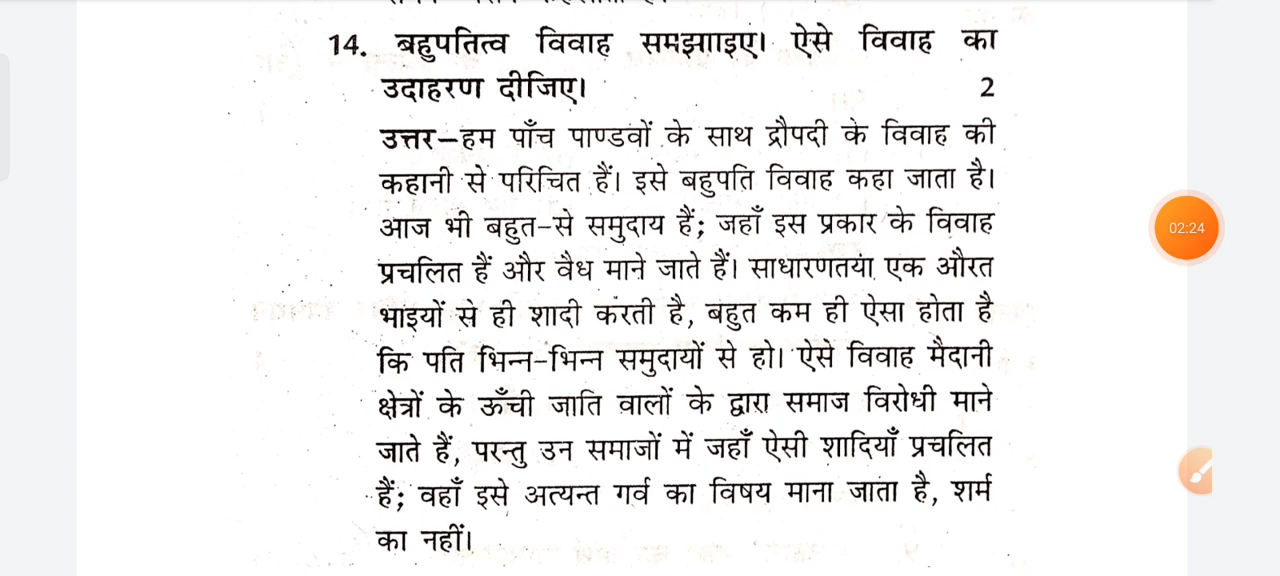 14. बहुपतित्व विवाह समझााइए। ऐसे विवाह का
उदाहरण दीजिए। 2
उत्तर–हम पाँच पाण्डवों के साथ द्रौपदी के विवाह की
कहानी से परिचित हैं। इसे बहुपति विवाह कहा जाता है।
आज भी बहुत-से समुदाय हैं; जहाँ इस प्रकार के विवाह
प्रचलित हैं और वैध माने जाते हैं। साधारणतया एक औरत
भाइयों से ही शादी करती है, बहुत कम ही ऐसा होता है
कि पति भिन्न-भिन्न समुदायों से हो। ऐसे विवाह मैदानी
क्षेत्रों के ऊँची जाति वालों के द्वारा समाज विरोधी माने
जाते हैं, परन्तु उन समाजों में जहाँ ऐसी शादियाँ प्रचलित
हैं; वहाँ इसे अत्यन्त गर्व का विषय माना जाता है, शर्म
का नहीं।
02:24